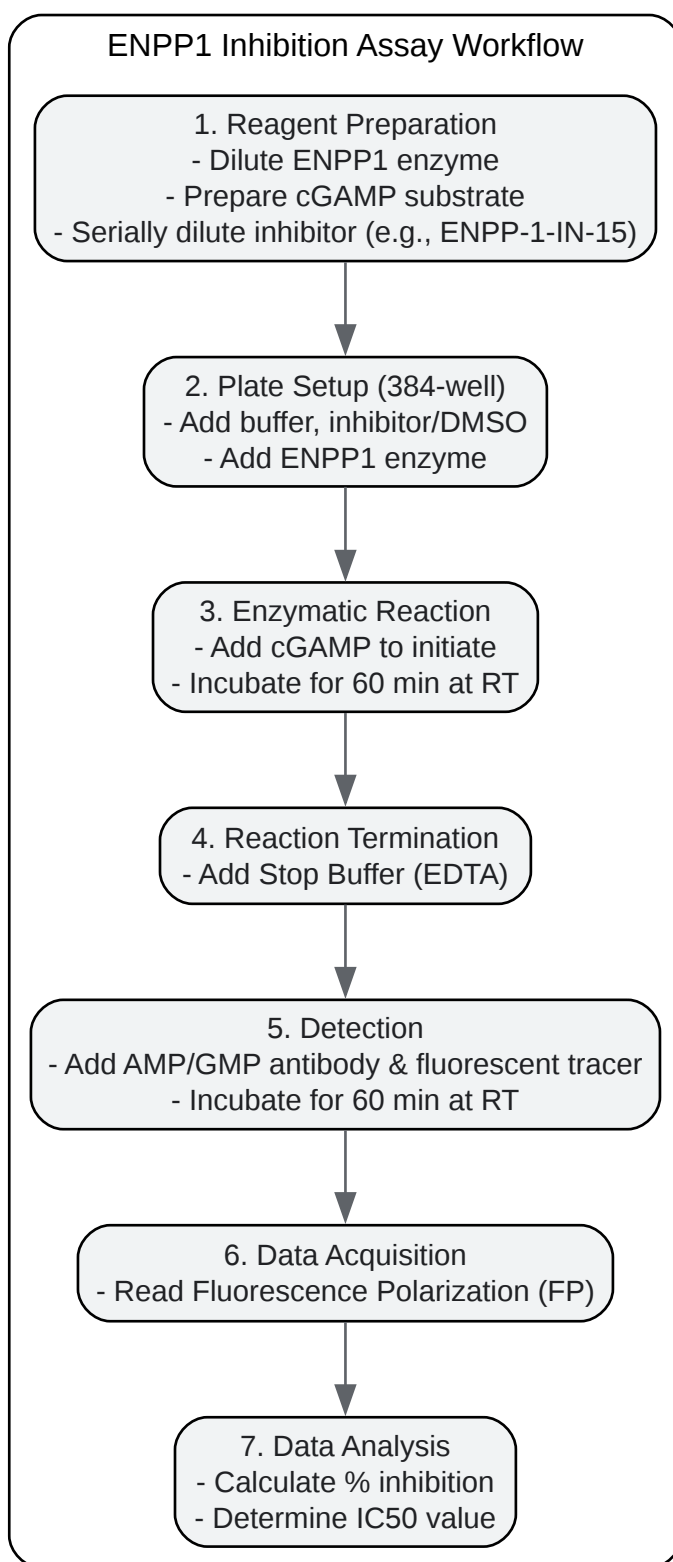 ENPP1 Inhibition Assay Workflow
1. Reagent Preparation
- Dilute ENPP1 enzyme
- Prepare cGAMP substrate
- Serially dilute inhibitor (e.g., ENPP-1-IN-15)
2. Plate Setup (384-well)
- Add buffer, inhibitor/DMSO
- Add ENPP1 enzyme
3. Enzymatic Reaction
- Add cGAMP to initiate
- Incubate for 60 min at RT
4. Reaction Termination
- Add Stop Buffer (EDTA)
5. Detection
- Add AMP/GMP antibody & fluorescent tracer
- Incubate for 60 min at RT
6. Data Acquisition
- Read Fluorescence Polarization (FP)
7. Data Analysis
- Calculate % inhibition
- Determine IC50 value